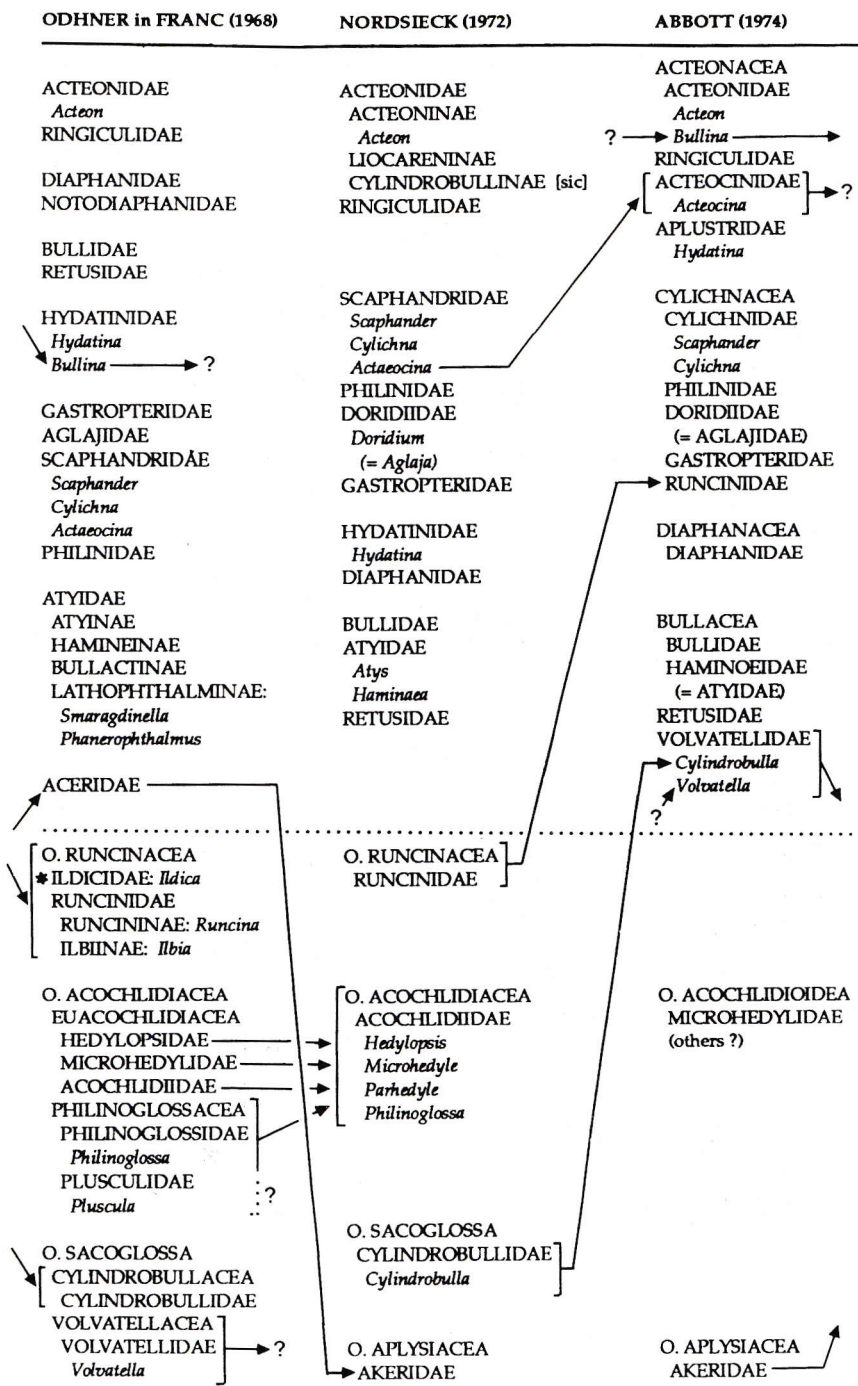 ODHNER in FRANC (1968)
ACTEONIDAE
Acteon
RINGICULIDAE
DIAPHANIDAE
NOTODIAPHANIDAE
BULLIDAE
RETUSIDAE
HYDATINIDAE
Hydatina
Bullina ?
GASTROPTERIDAE
AGLAJIDAE
SCAPHANDRIDAE
Scaphander
Cylichna
Actaeocina
PHILINIDAE
ATYIDAE
ATYINAE
HAMINEINAE
BULLACTINAE
LATHOPHTHALMINAE:
Smaragdinella
Phanerophthalmus
ACERIDAE
O. RUNCINACEA
*ILDICIDAE: Ildica
RUNCINIDAE
RUNCININAE: Runcina
ILBIINAE: Ilbia
O. ACOCHLIDIACEA
EUACOCHLIDIACEA
HEDYLOPSIDAE
MICROHEDYLIDAE
ACOCHLIDIIDAE
PHILINOGLOSSACEA
PHILINOGLOSSIDAE
Philinoglossa
PLUSCULIDAE
Pluscula
?
O. SACOGLOSSA
CYLINDROBULLACEA
CYLINDROBULLIDAE
VOLVATELLACEA
VOLVATELLIDAE ?
Volvatella
NORDSIECK (1972)
ACTEONIDAE
ACTEONINAE
Acteon
LIOCARENINAE
CYLINDROBULLINAE [sic]
RINGICULIDAE
SCAPHANDRIDAE
Scaphander
Cylichna
Actaeocina
PHILINIDAE
DORIDIIDAE
Doridium
(= Aglaja)
GASTROPTERIDAE
HYDATINIDAE
Hydatina
DIAPHANIDAE
BULLIDAE
ATYIDAE
Atys
Haminaea
RETUSIDAE
O. RUNCINACEA
RUNCINIDAE
O. ACOCHLIDIACEA
ACOCHLIDIIDAE
Hedylopsis
Microhedyle
Parhedyle
Philinoglossa
O. SACOGLOSSA
CYLINDROBULLIDAE
Cylindrobulla
O. APLYSIACEA
AKERIDAE
ABBOTT (1974)
ACTEONACEA
ACTEONIDAE
Acteon
? Bullina
RINGICULIDAE
ACTEOCINIDAE ?
Acteocina
APLUSTRIDAE
Hydatina
CYLICHNACEA
CYLICHNIDAE
Scaphander
Cylichna
PHILINIDAE
DORIDIIDAE
(= AGLAJIDAE)
GASTROPTERIDAE
RUNCINIDAE
DIAPHANACEA
DIAPHANIDAE
BULLACEA
BULLIDAE
HAMINOEIDAE
(= ATYIDAE)
RETUSIDAE
VOLVATELLIDAE
Cylindrobulla
Volvatella
?
O. ACOCHLIDIOIDEA
MICROHEDYLIDAE
(others ?)
O. APLYSIACEA
AKERIDAE